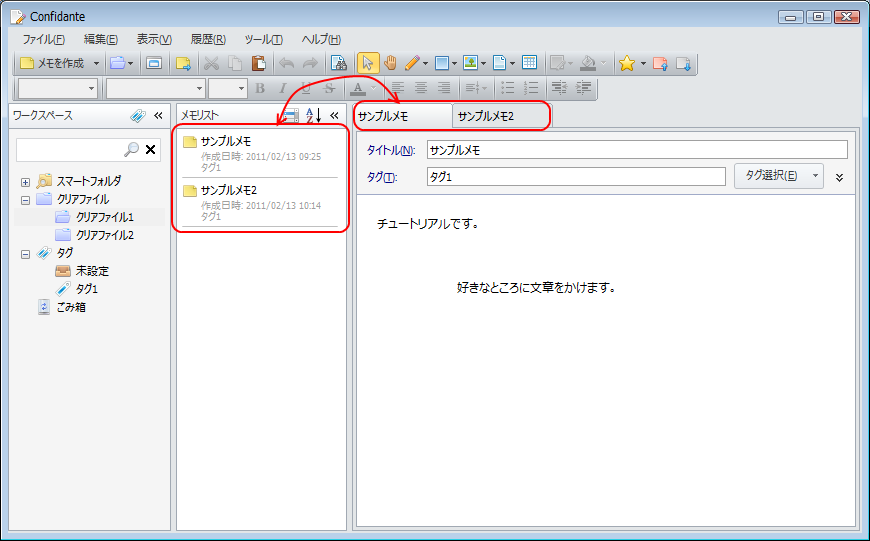 Confidante
ファイル(F) 編集(E) 表示(V) 履歴(R) ツール(T) ヘルプ(H)
メモを作成
B I U S A
ワークスペース
メモリスト
A
Z
サンプルメモ サンプルメモ2
スマートフォルダ
クリアファイル
クリアファイル1
クリアファイル2
タグ
未設定
タグ1
ごみ箱
サンプルメモ
作成日時: 2011/02/13 09:25
タグ1
サンプルメモ2
作成日時: 2011/02/13 10:14
タグ1
タイトル(N): サンプルメモ
タグ(T): タグ1 タグ選択(E)
チュートリアルです。
好きなところに文章をかけます。